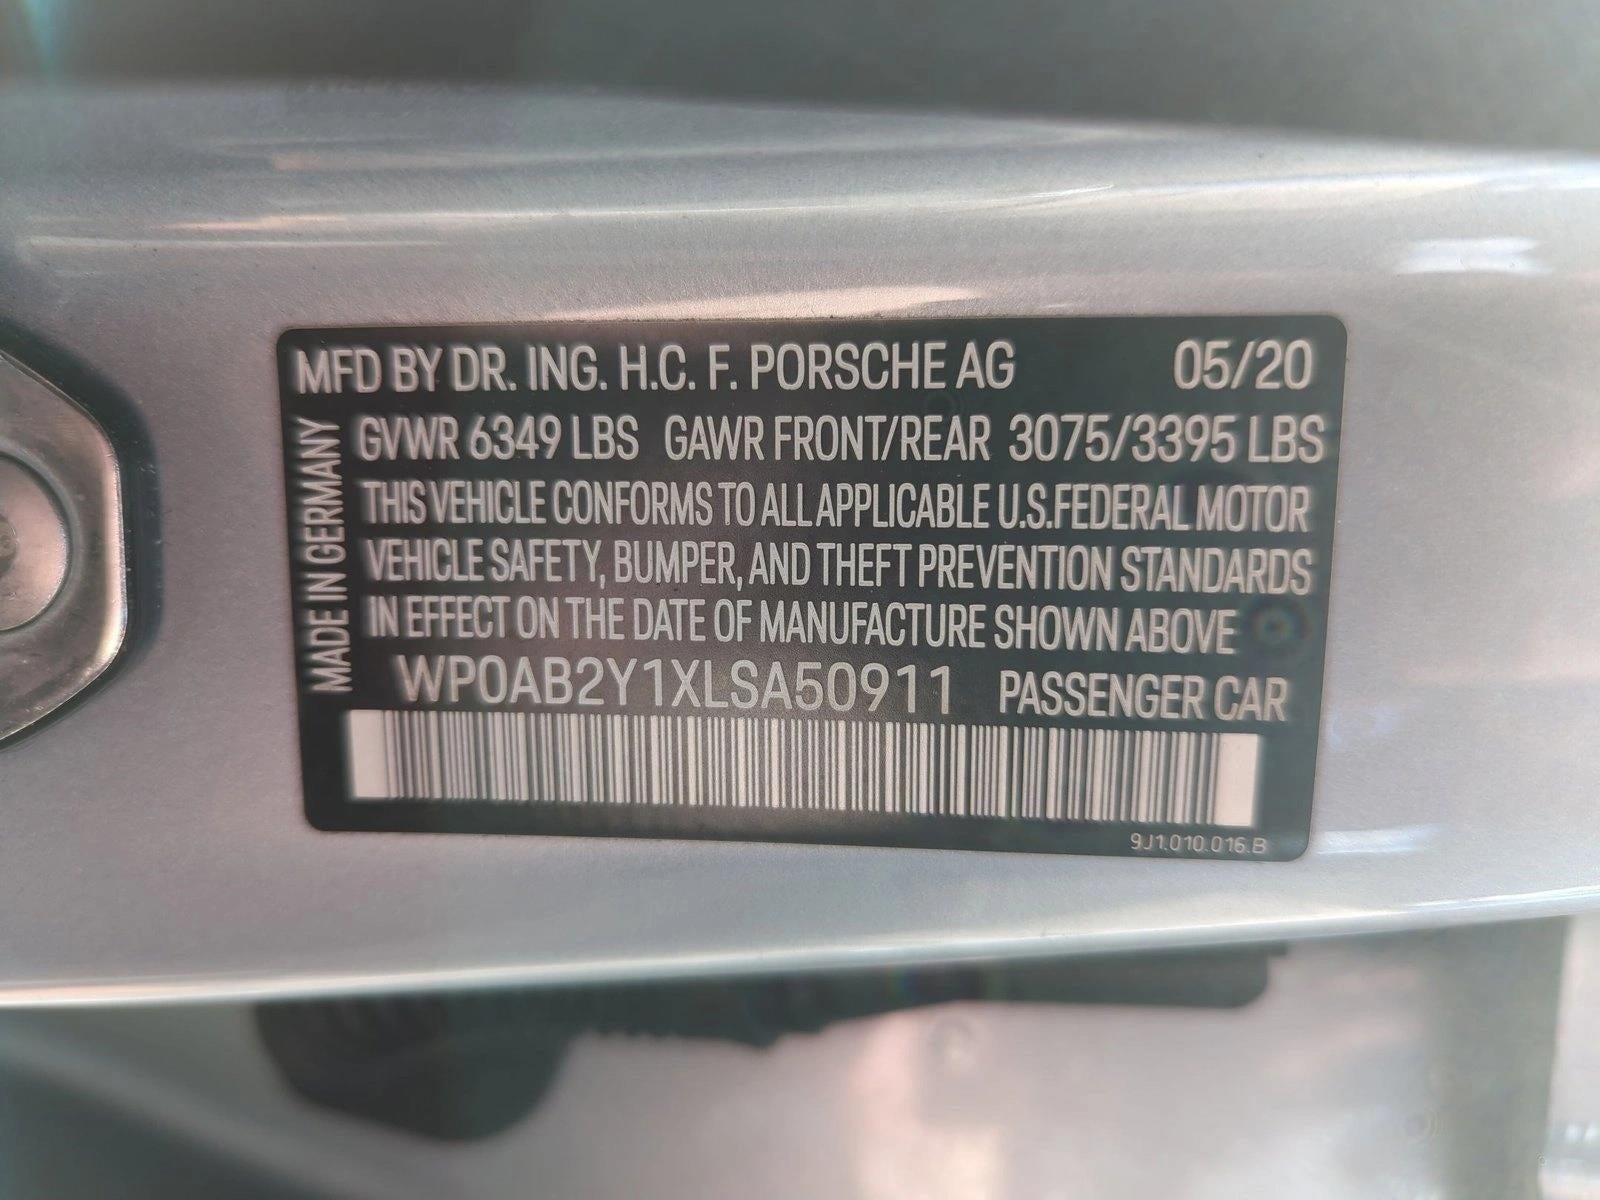 MFD BY DR. ING. H.C. F. PORSCHE AG 05/20
GVWR 6349 LBS GAWR FRONT/REAR 3075/3395 LBS
THIS VEHICLE CONFORMS TO ALL APPLICABLE U.S.FEDERAL MOTOR
VEHICLE SAFETY, BUMPER, AND THEFT PREVENTION STANDARDS
IN EFFECT ON THE DATE OF MANUFACTURE SHOWN ABOVE
WP0AB2Y1XLSA50911 PASSENGER CAR
MADE IN GERMANY
9J1.010.016.B